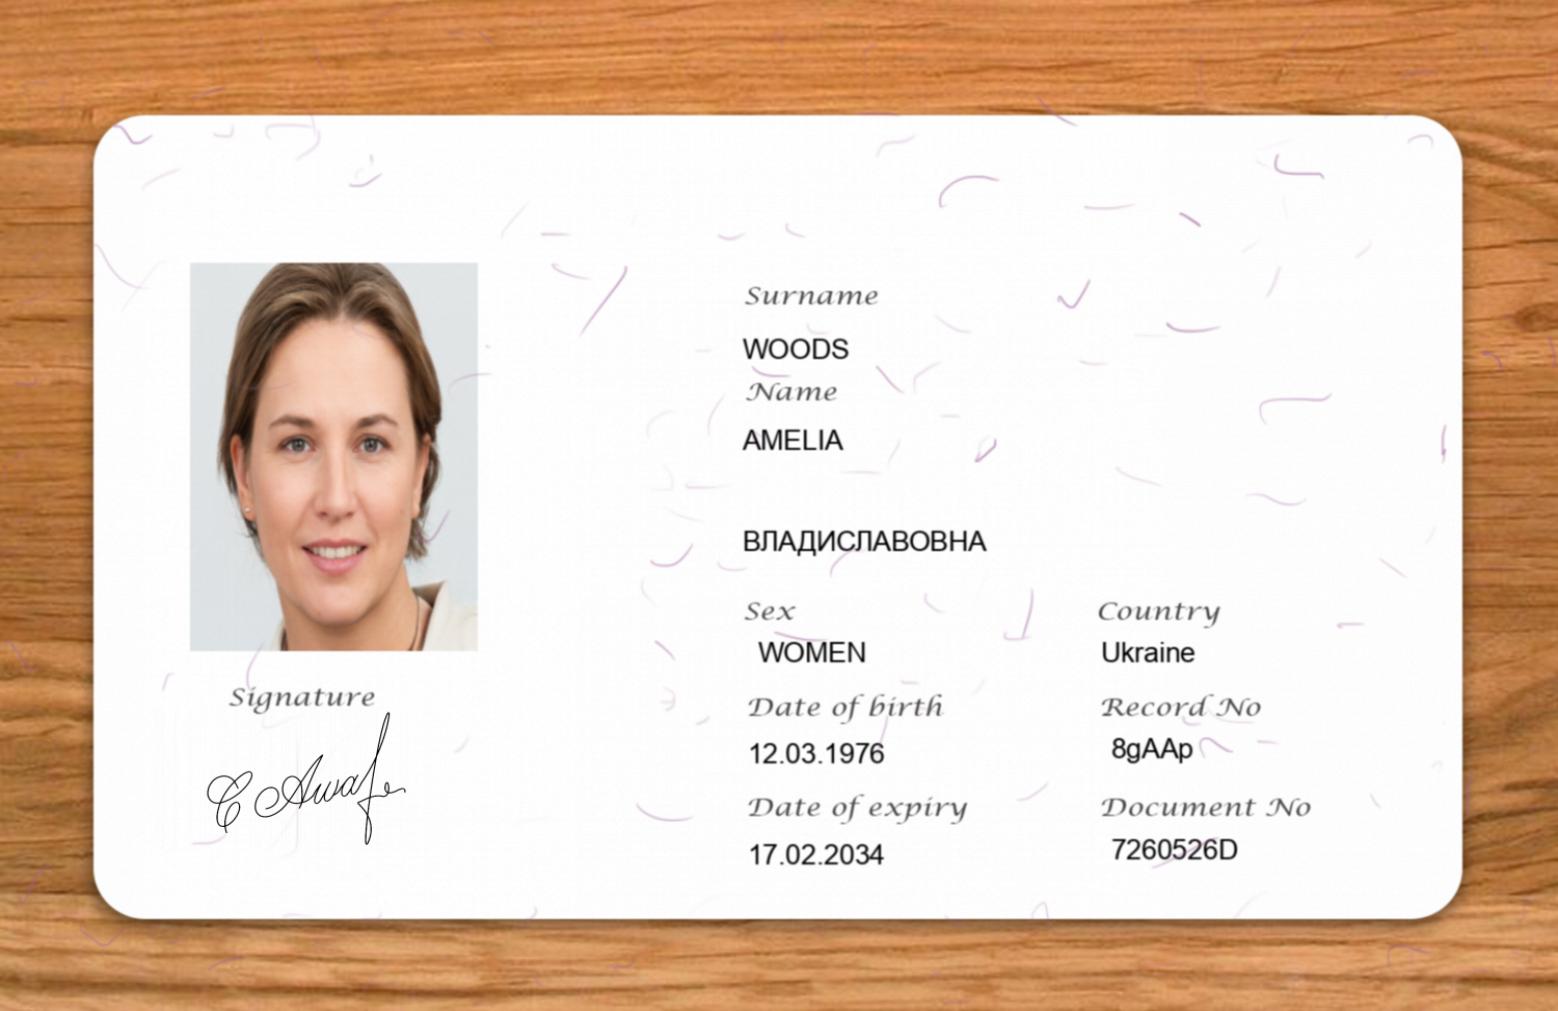 Surname
WOODS
Name
AMELIA
ВЛАДИСЛАВОВНА
Sex
Country
WOMEN
Ukraine
Signature
Date of birth
Record No
12.03.1976
8gAAp
Date of expiry
Document No
17.02.2034
7260526D